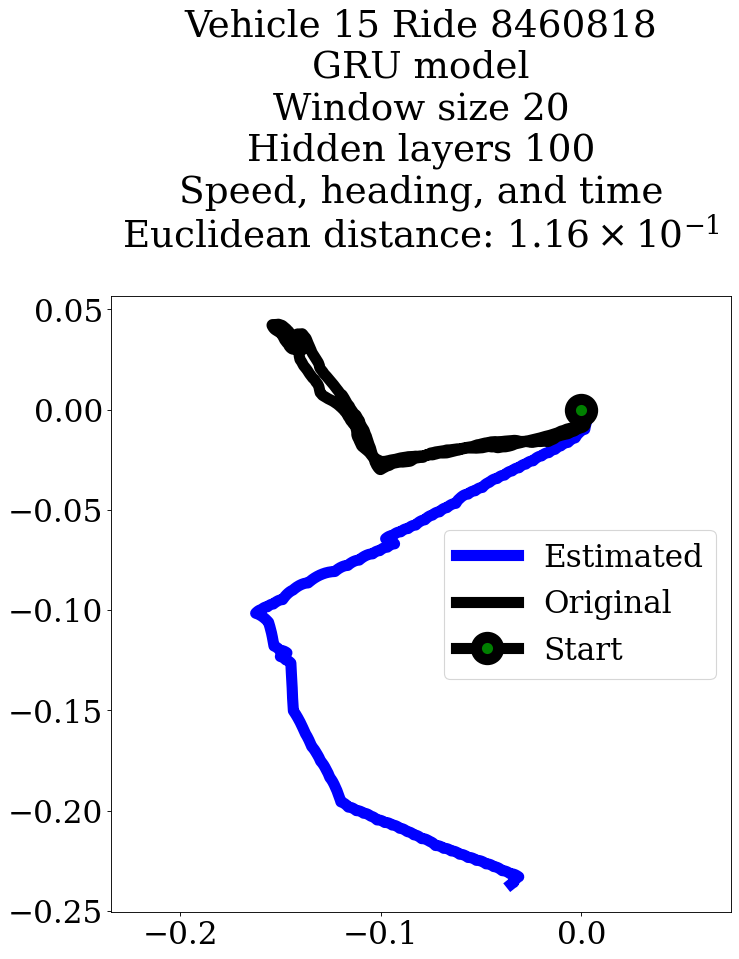 Vehicle 15 Ride 8460818
GRU model
Window size 20
Hidden layers 100
Speed, heading, and time
Euclidean distance: 1.16 × 10⁻¹
0.05
0.00
−0.05
−0.10
−0.15
−0.20
−0.25
−0.2
−0.1
0.0
Estimated
Original
Start